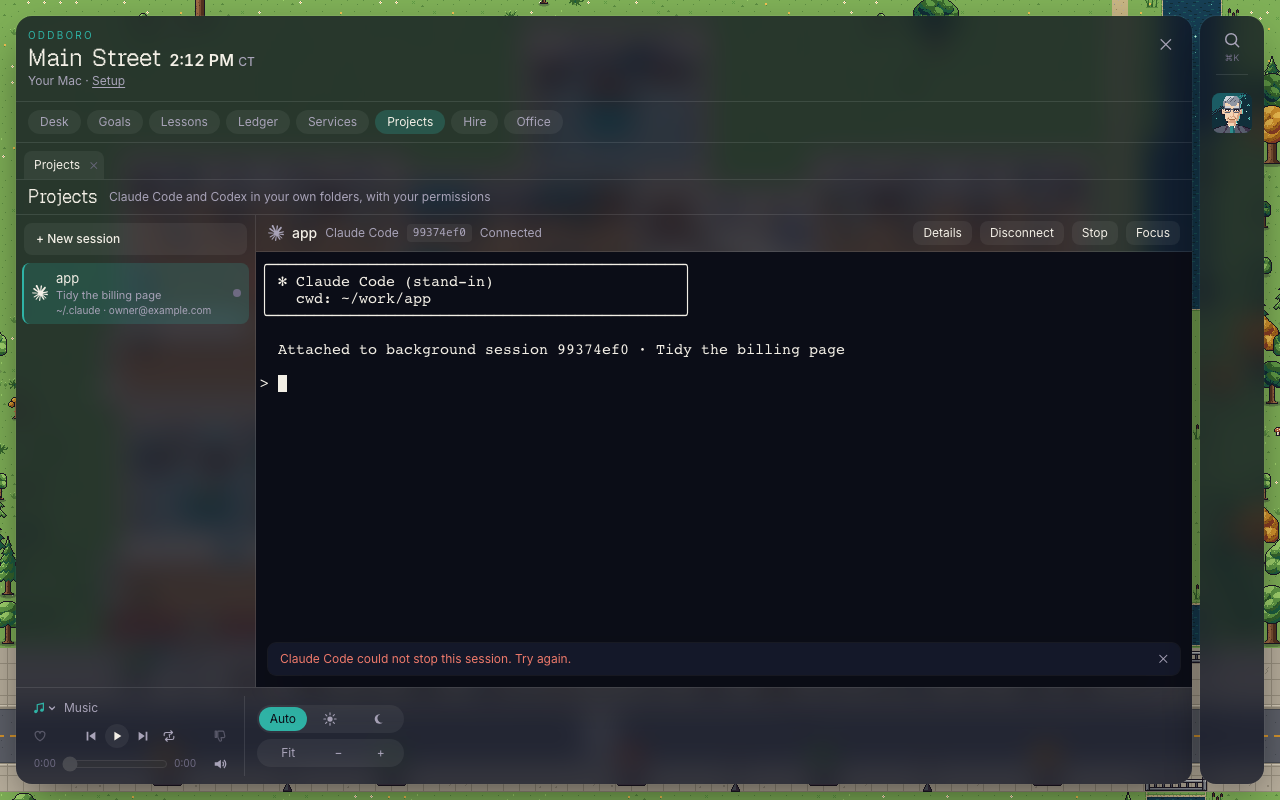 ODDBORO
Main Street 2:12 PM CT
Your Mac · Setup
⌘K
Desk Goals Lessons Ledger Services Projects Hire Office
Projects
Projects Claude Code and Codex in your own folders, with your permissions
+ New session
app Claude Code 99374ef0 Connected Details Disconnect Stop Focus
app
Tidy the billing page
~/.claude · owner@example.com
✻ Claude Code (stand-in)
cwd: ~/work/app
Attached to background session 99374ef0 · Tidy the billing page
>
Claude Code could not stop this session. Try again.
Music
0:00 0:00
Auto
Fit − +